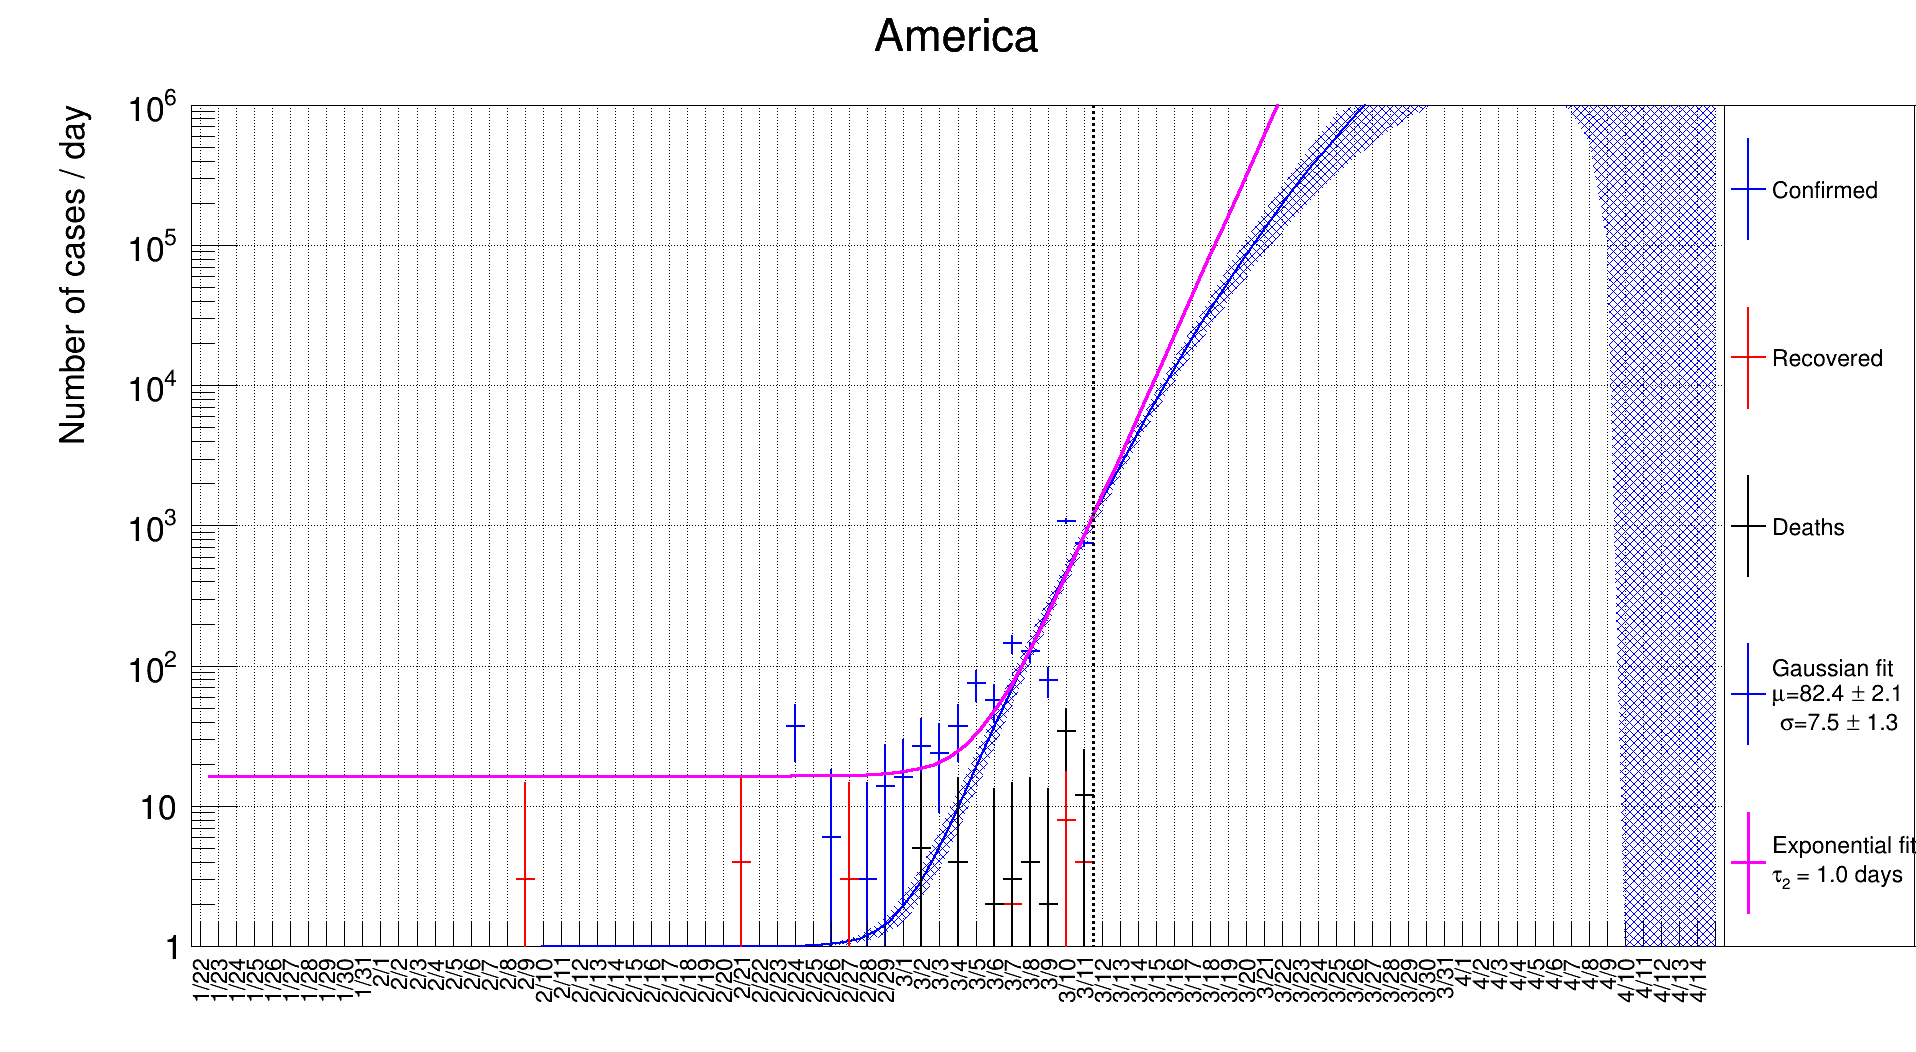 America
Number of cases / day
10⁶
10⁵
10⁴
10³
10²
10
1
1/22 1/23 1/24 1/25 1/26 1/27 1/28 1/29 1/30 1/31 2/1 2/2 2/3 2/4 2/5 2/6 2/7 2/8 2/9 2/10 2/11 2/12 2/13 2/14 2/15 2/16 2/17 2/18 2/19 2/20 2/21 2/22 2/23 2/24 2/25 2/26 2/27 2/28 2/29 3/1 3/2 3/3 3/4 3/5 3/6 3/7 3/8 3/9 3/10 3/11 3/12 3/13 3/14 3/15 3/16 3/17 3/18 3/19 3/20 3/21 3/22 3/23 3/24 3/25 3/26 3/27 3/28 3/29 3/30 3/31 4/1 4/2 4/3 4/4 4/5 4/6 4/7 4/8 4/9 4/10 4/11 4/12 4/13 4/14
Confirmed
Recovered
Deaths
Gaussian fit
μ=82.4 ± 2.1
σ=7.5 ± 1.3
Exponential fit
τ₂ = 1.0 days